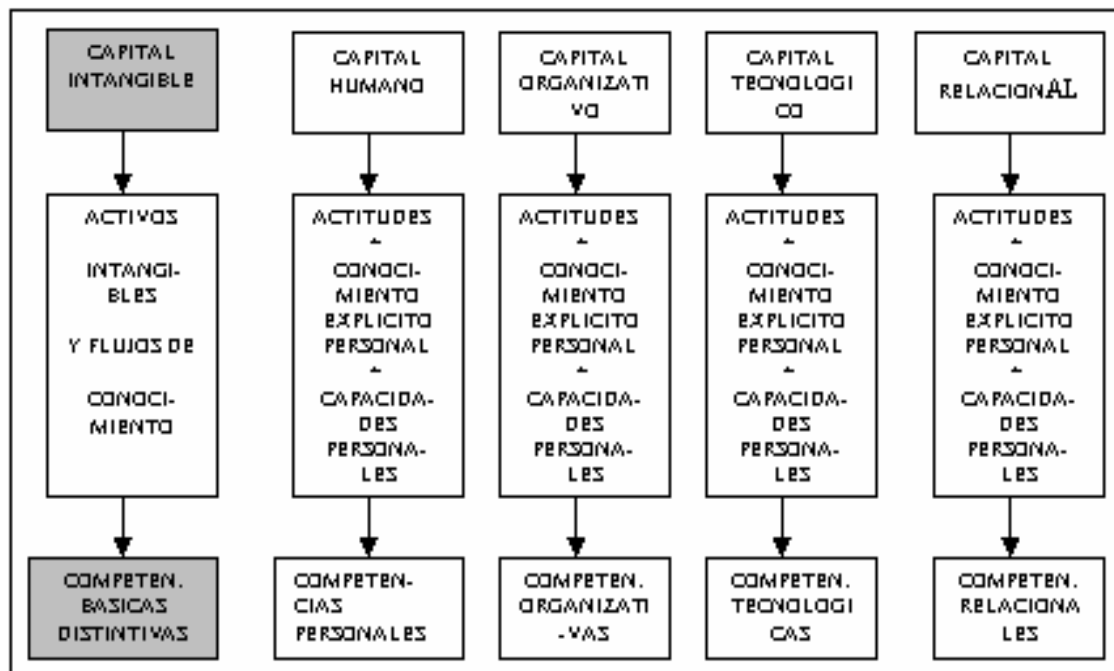 CAPITAL
INTANGIBLE
CAPITAL
HUMANO
CAPITAL
ORGANIZATI
VO
CAPITAL
TECNOLOGI
CO
CAPITAL
RELACIONAL
ACTIVOS
INTANGI-
BLES
Y FLUJOS DE
CONOCI-
MIENTO
ACTITUDES
+
CONOCI-
MIENTO
EXPLICITO
PERSONAL
+
CAPACIDA-
DES
PERSONA-
LES
ACTITUDES
+
CONOCI-
MIENTO
EXPLICITO
PERSONAL
+
CAPACIDA-
DES
PERSONA-
LES
ACTITUDES
+
CONOCI-
MIENTO
EXPLICITO
PERSONAL
+
CAPACIDA-
DES
PERSONA-
LES
ACTITUDES
+
CONOCI-
MIENTO
EXPLICITO
PERSONAL
+
CAPACIDA-
DES
PERSONA-
LES
COMPETEN.
BASICAS
DISTINTIVAS
COMPETEN-
CIAS
PERSONALES
COMPETEN.
ORGANIZATI
-VAS
COMPETEN.
TECNOLOGI
CAS
COMPETEN.
RELACIONA
LES